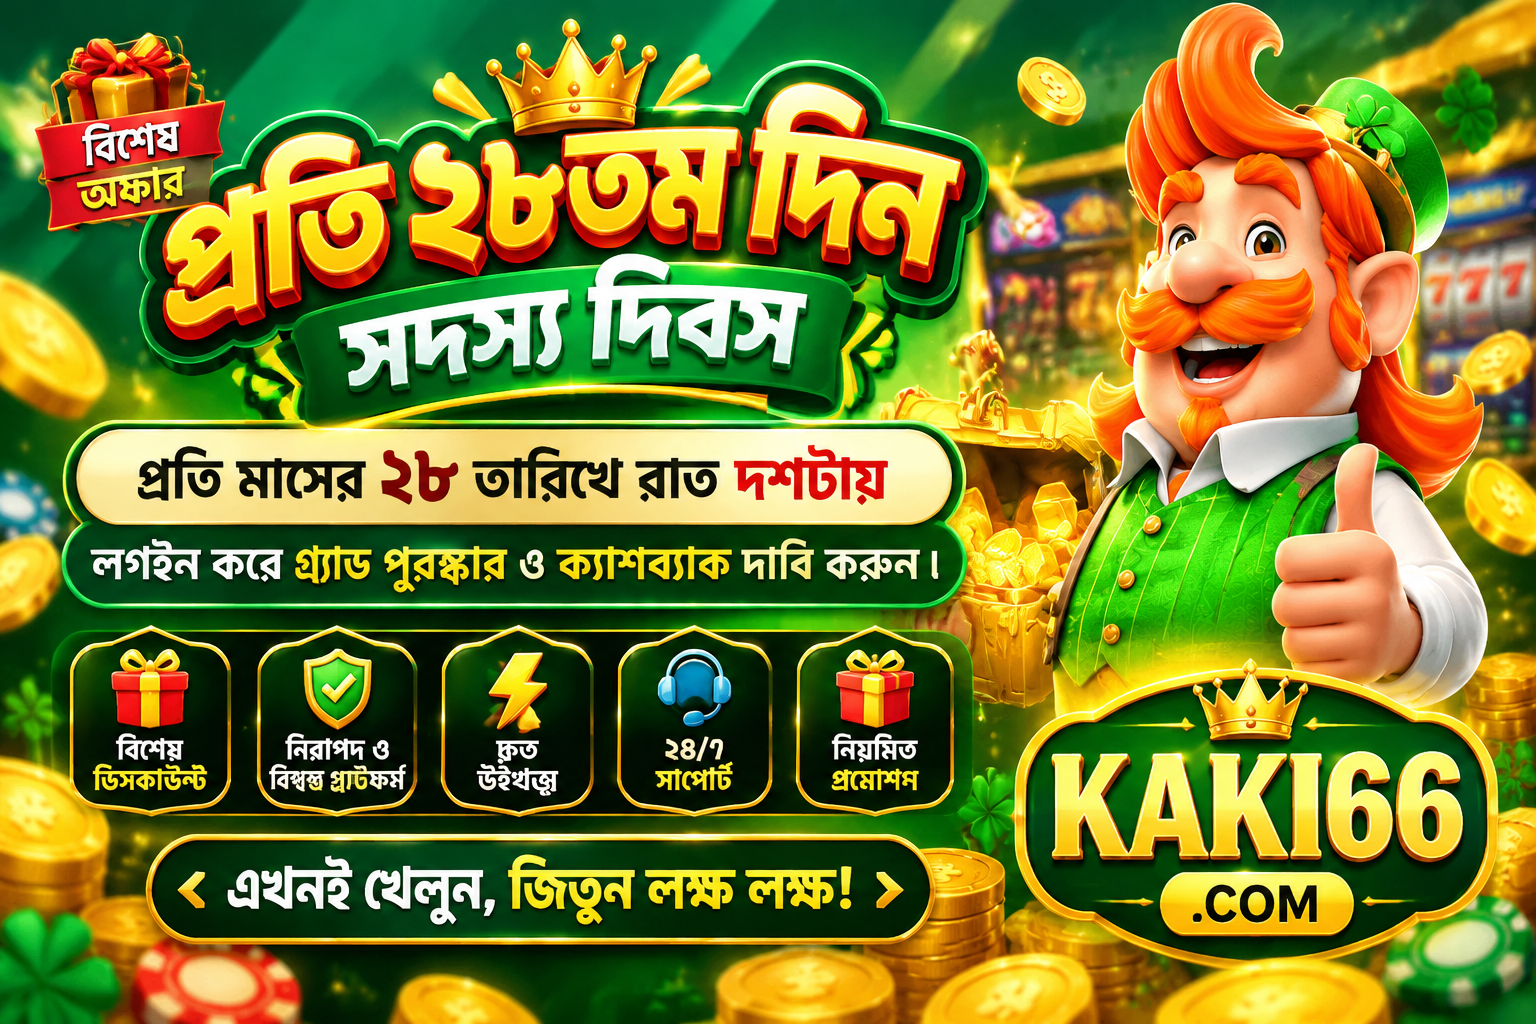 বিশেষ
অফার
প্রতি ২৮তম দিন
সদস্য দিবস
প্রতি মাসের ২৮ তারিখে রাত দশটায়
লগইন করে গ্র্যাড পুরস্কার ও ক্যাশব্যাক দাবি করুন।
বিশেষ
ডিসকাউন্ট
নিরাপদ ও
বিশ্বস্ত প্লাটফর্ম
দ্রুত
২৪/৭
সাপোর্ট
নিয়মিত
প্রমোশন
এখনই খেলুন, জিতুন লক্ষ লক্ষ!
KAKI66
.COM
777